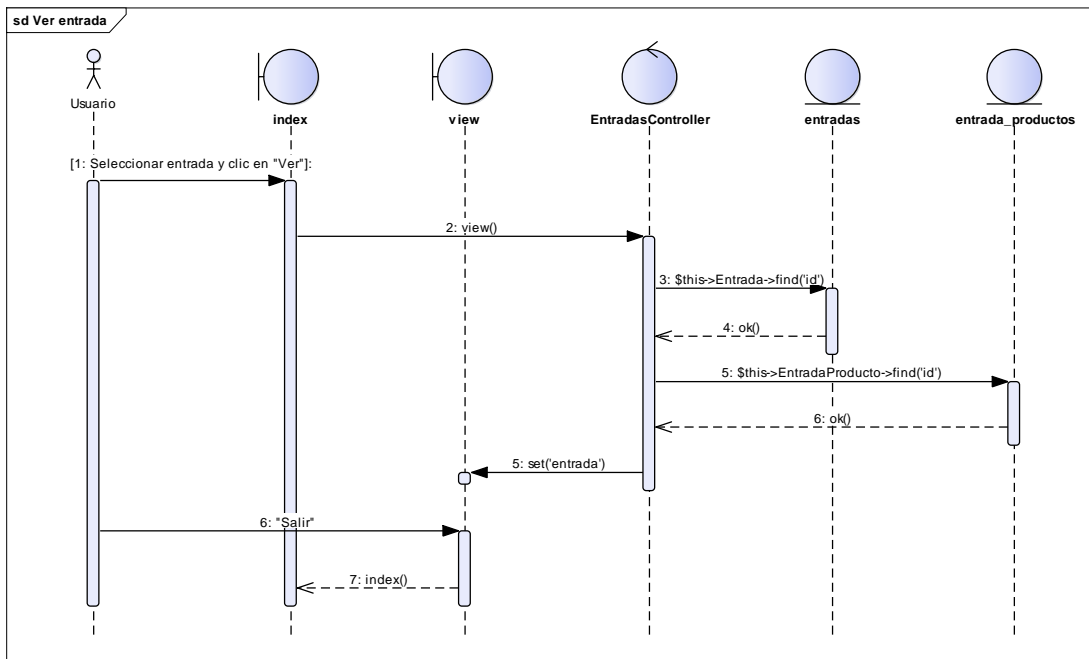 sd Ver entrada
Usuario
index
view
EntradasController
entradas
entrada_productos
[1: Seleccionar entrada y clic en "Ver"]:
2: view()
3: $this->Entrada->find('id')
4: ok()
5: $this->EntradaProducto->find('id')
6: ok()
5: set('entrada')
6: "Salir"
7: index()